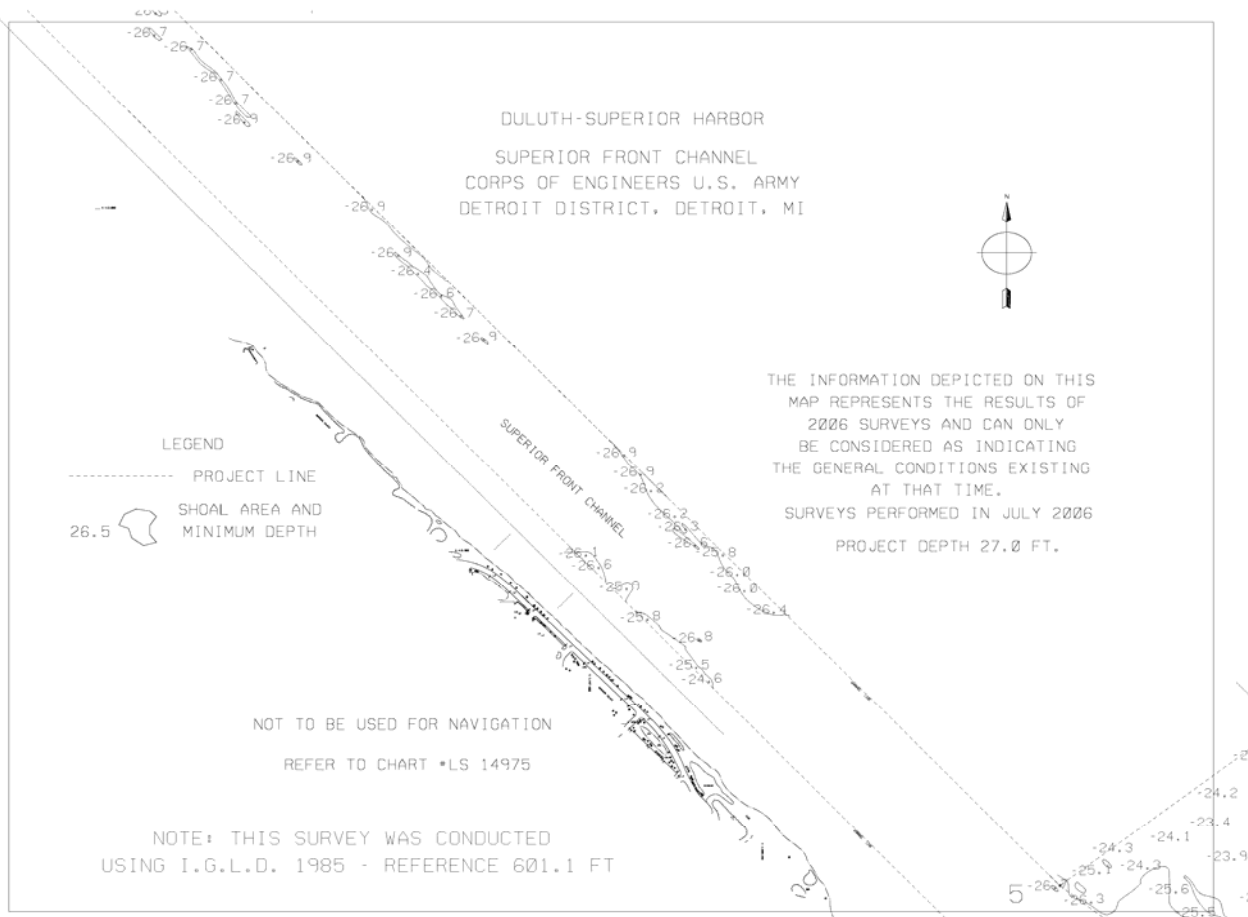 -26.7
-26.7
-26.7
-26.7
-26.9
DULUTH-SUPERIOR HARBOR
-26.9
SUPERIOR FRONT CHANNEL
CORPS OF ENGINEERS U.S. ARMY
DETROIT DISTRICT, DETROIT, MI
N
-26.9
-26.9
-26.4
-26.6
-26.7
-26.9
THE INFORMATION DEPICTED ON THIS
MAP REPRESENTS THE RESULTS OF
2006 SURVEYS AND CAN ONLY
BE CONSIDERED AS INDICATING
THE GENERAL CONDITIONS EXISTING
AT THAT TIME.
SURVEYS PERFORMED IN JULY 2006
PROJECT DEPTH 27.0 FT.
SUPERIOR FRONT CHANNEL
LEGEND
PROJECT LINE
SHOAL AREA AND
MINIMUM DEPTH
26.5
-26.9
-26.9
-26.2
-26.2
-26.3
-26.6
-25.8
-26.0
-26.0
-26.4
-26.1
-26.6
-25.8
-26.8
-25.5
-24.6
NOT TO BE USED FOR NAVIGATION
REFER TO CHART *LS 14975
NOTE: THIS SURVEY WAS CONDUCTED
USING I.G.L.D. 1985 - REFERENCE 601.1 FT
-24.2
-23.4
-24.1
-24.3
-23.9
-24.3
-25.1
5
-26.3
-25.6
-25.5